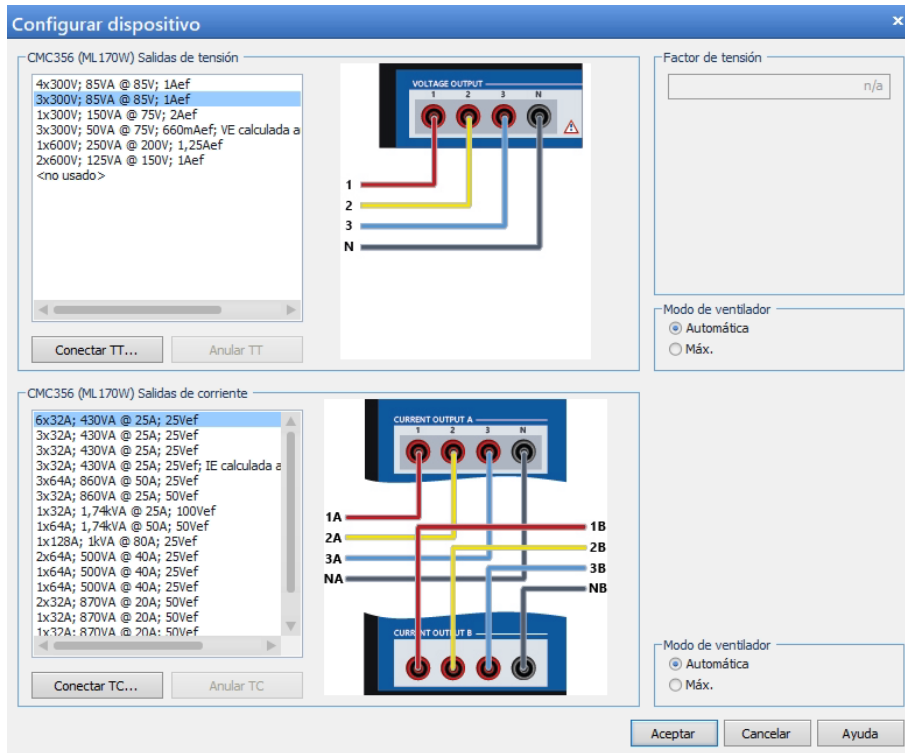 Configurar dispositivo
CMC356 (ML170W) Salidas de tensión
4x300V; 85VA @ 85V; 1Aef
3x300V; 85VA @ 85V; 1Aef
1x300V; 150VA @ 75V; 2Aef
3x300V; 50VA @ 75V; 660mAef; VE calculada a
1x600V; 250VA @ 200V; 1,25Aef
2x600V; 125VA @ 150V; 1Aef
<no usado>
Conectar TT...
Anular TT
VOLTAGE OUTPUT
1 2 3 N
1
2
3
N
Factor de tensión
n/a
Modo de ventilador
Automática
Máx.
CMC356 (ML170W) Salidas de corriente
6x32A; 430VA @ 25A; 25Vef
3x32A; 430VA @ 25A; 25Vef
3x32A; 430VA @ 25A; 25Vef
3x32A; 430VA @ 25A; 25Vef; IE calculada a
3x64A; 860VA @ 50A; 25Vef
3x32A; 860VA @ 25A; 50Vef
1x32A; 1,74kVA @ 25A; 100Vef
1x64A; 1,74kVA @ 50A; 50Vef
1x128A; 1kVA @ 80A; 25Vef
2x64A; 500VA @ 40A; 25Vef
1x64A; 500VA @ 40A; 25Vef
1x64A; 500VA @ 40A; 25Vef
2x32A; 870VA @ 20A; 50Vef
1x32A; 870VA @ 20A; 50Vef
1x32A; 870VA @ 20A; 50Vef
Conectar TC...
Anular TC
CURRENT OUTPUT A
1 2 3 N
1A
2A
3A
NA
1B
2B
3B
NB
CURRENT OUTPUT B
Modo de ventilador
Automática
Máx.
Aceptar
Cancelar
Ayuda